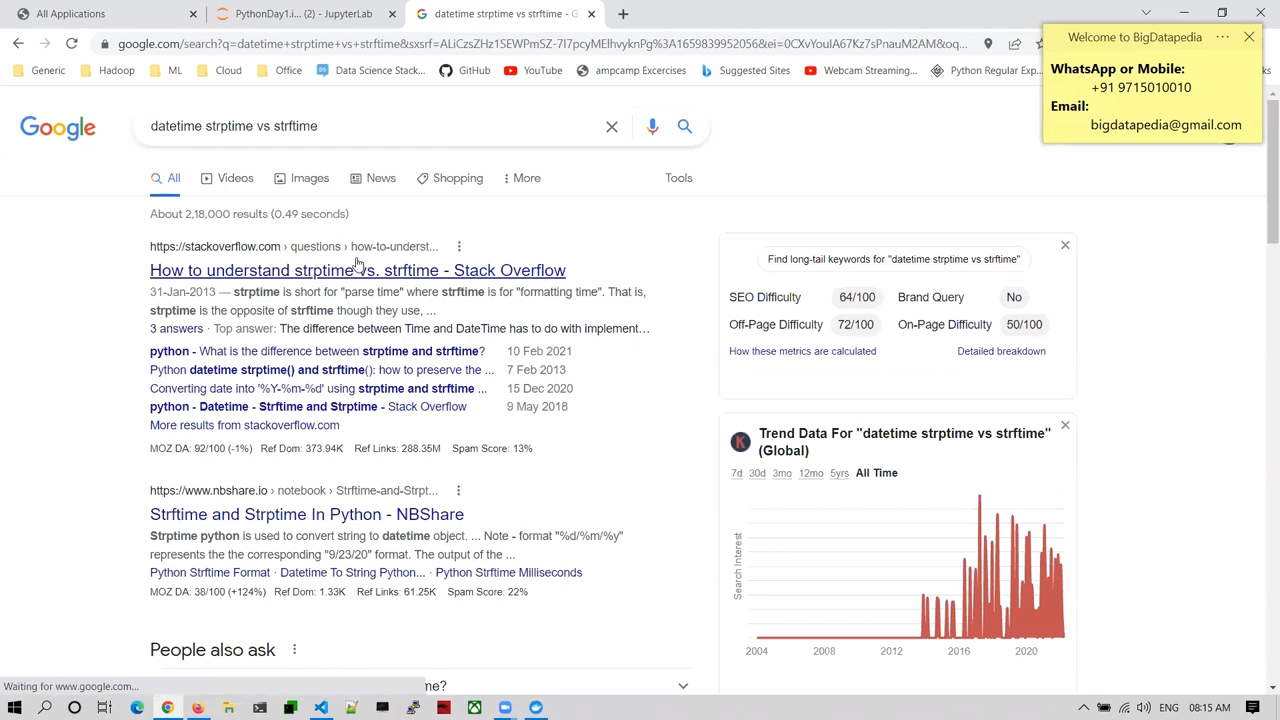 All Applications
PythonDay1.i... (2) - JupyterLab
datetime strptime vs strftime - G
google.com/search?q=datetime+strptime+vs+strftime&sxsrf=ALiCzsZHz1SEWPmSZ-7I7pcyMElhvyknPg%3A1659839952056&ei=0CXvYouIA67Kz7sPnauM2AM&oq...
Generic
Hadoop
ML
Cloud
Office
Data Science Stack...
GitHub
YouTube
ampcamp Excercises
Suggested Sites
Webcam Streaming...
Python Regular Exp...
Welcome to BigDatapedia
WhatsApp or Mobile:
+91 9715010010
Email:
bigdatapedia@gmail.com
Google
datetime strptime vs strftime
All
Videos
Images
News
Shopping
More
Tools
About 2,18,000 results (0.49 seconds)
https://stackoverflow.com › questions › how-to-underst...
How to understand strptime vs. strftime - Stack Overflow
31-Jan-2013 — strptime is short for "parse time" where strftime is for "formatting time". That is,
strptime is the opposite of strftime though they use, ...
3 answers · Top answer: The difference between Time and DateTime has to do with implement...
python - What is the difference between strptime and strftime? 10 Feb 2021
Python datetime strptime() and strftime(): how to preserve the ... 7 Feb 2013
Converting date into '%Y-%m-%d' using strptime and strftime ... 15 Dec 2020
python - Datetime - Strftime and Strptime - Stack Overflow 9 May 2018
More results from stackoverflow.com
MOZ DA: 92/100 (-1%) Ref Dom: 373.94K Ref Links: 288.35M Spam Score: 13%
https://www.nbshare.io › notebook › Strftime-and-Strpt...
Strftime and Strptime In Python - NBShare
Strptime python is used to convert string to datetime object. ... Note - format "%d/%m/%y"
represents the the corresponding "9/23/20" format. The output of the ...
Python Strftime Format · Datetime To String Python... · Python Strftime Milliseconds
MOZ DA: 38/100 (+124%) Ref Dom: 1.33K Ref Links: 61.25K Spam Score: 22%
People also ask
me?
Waiting for www.google.com...
Find long-tail keywords for "datetime strptime vs strftime"
SEO Difficulty 64/100 Brand Query No
Off-Page Difficulty 72/100 On-Page Difficulty 50/100
How these metrics are calculated Detailed breakdown
K
Trend Data For "datetime strptime vs strftime"
(Global)
7d 30d 3mo 12mo 5yrs All Time
Search Interest
2004 2008 2012 2016 2020
ENG
08:15 AM